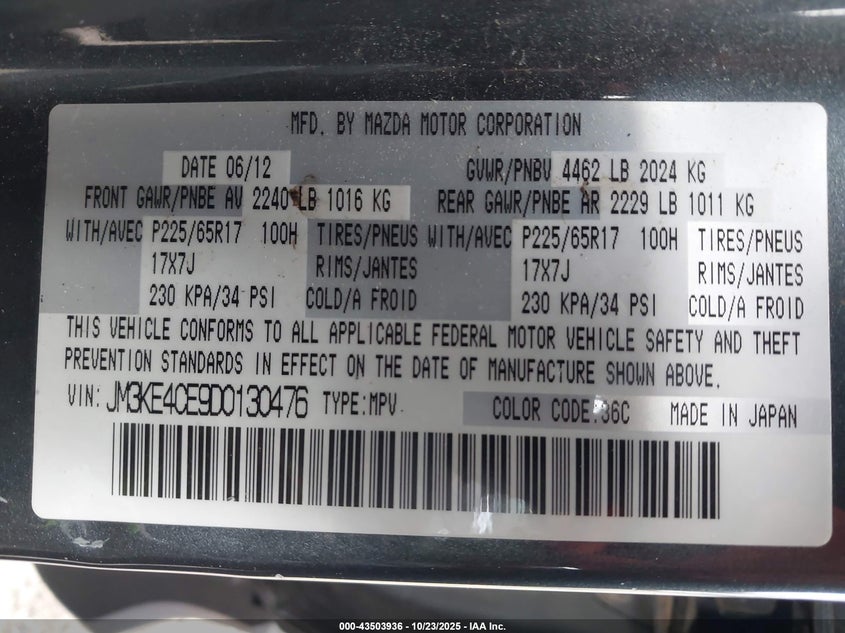 MFD. BY MAZDA MOTOR CORPORATION
DATE 06/12 GVWR/PNBV 4462 LB 2024 KG
FRONT GAWR/PNBE AV 2240 LB 1016 KG REAR GAWR/PNBE AR 2229 LB 1011 KG
WITH/AVEC P225/65R17 100H TIRES/PNEUS WITH/AVEC P225/65R17 100H TIRES/PNEUS
17X7J RIMS/JANTES 17X7J RIMS/JANTES
230 KPA/34 PSI COLD/A FROID 230 KPA/34 PSI COLD/A FROID
THIS VEHICLE CONFORMS TO ALL APPLICABLE FEDERAL MOTOR VEHICLE SAFETY AND THEFT
PREVENTION STANDARDS IN EFFECT ON THE DATE OF MANUFACTURE SHOWN ABOVE.
VIN: JM3KE4CE9D0130476 TYPE:MPV COLOR CODE:36C MADE IN JAPAN
000-43503936 - 10/23/2025 - IAA Inc.